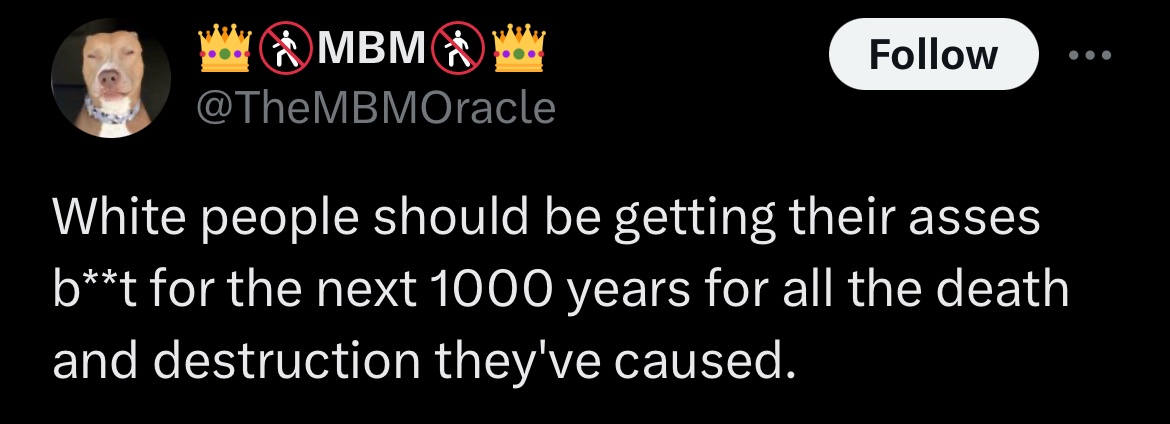 👑🚷MBM🚷👑
Follow
@TheMBMOracle
White people should be getting their asses
b**t for the next 1000 years for all the death
and destruction they've caused.